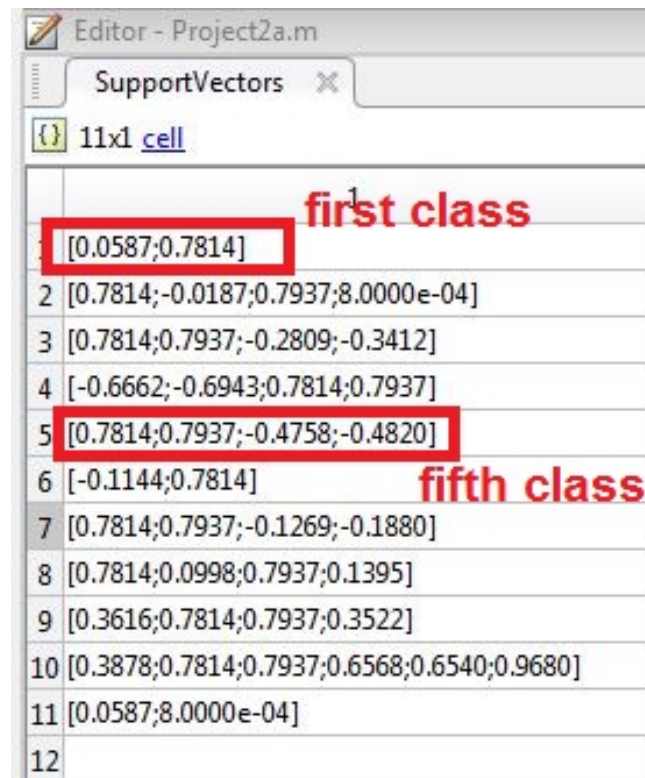 Editor - Project2a.m
SupportVectors
{} 11x1 cell
1
first class
1 [0.0587;0.7814]
2 [0.7814;-0.0187;0.7937;8.0000e-04]
3 [0.7814;0.7937;-0.2809;-0.3412]
4 [-0.6662;-0.6943;0.7814;0.7937]
5 [0.7814;0.7937;-0.4758;-0.4820]
6 [-0.1144;0.7814]
fifth class
7 [0.7814;0.7937;-0.1269;-0.1880]
8 [0.7814;0.0998;0.7937;0.1395]
9 [0.3616;0.7814;0.7937;0.3522]
10 [0.3878;0.7814;0.7937;0.6568;0.6540;0.9680]
11 [0.0587;8.0000e-04]
12